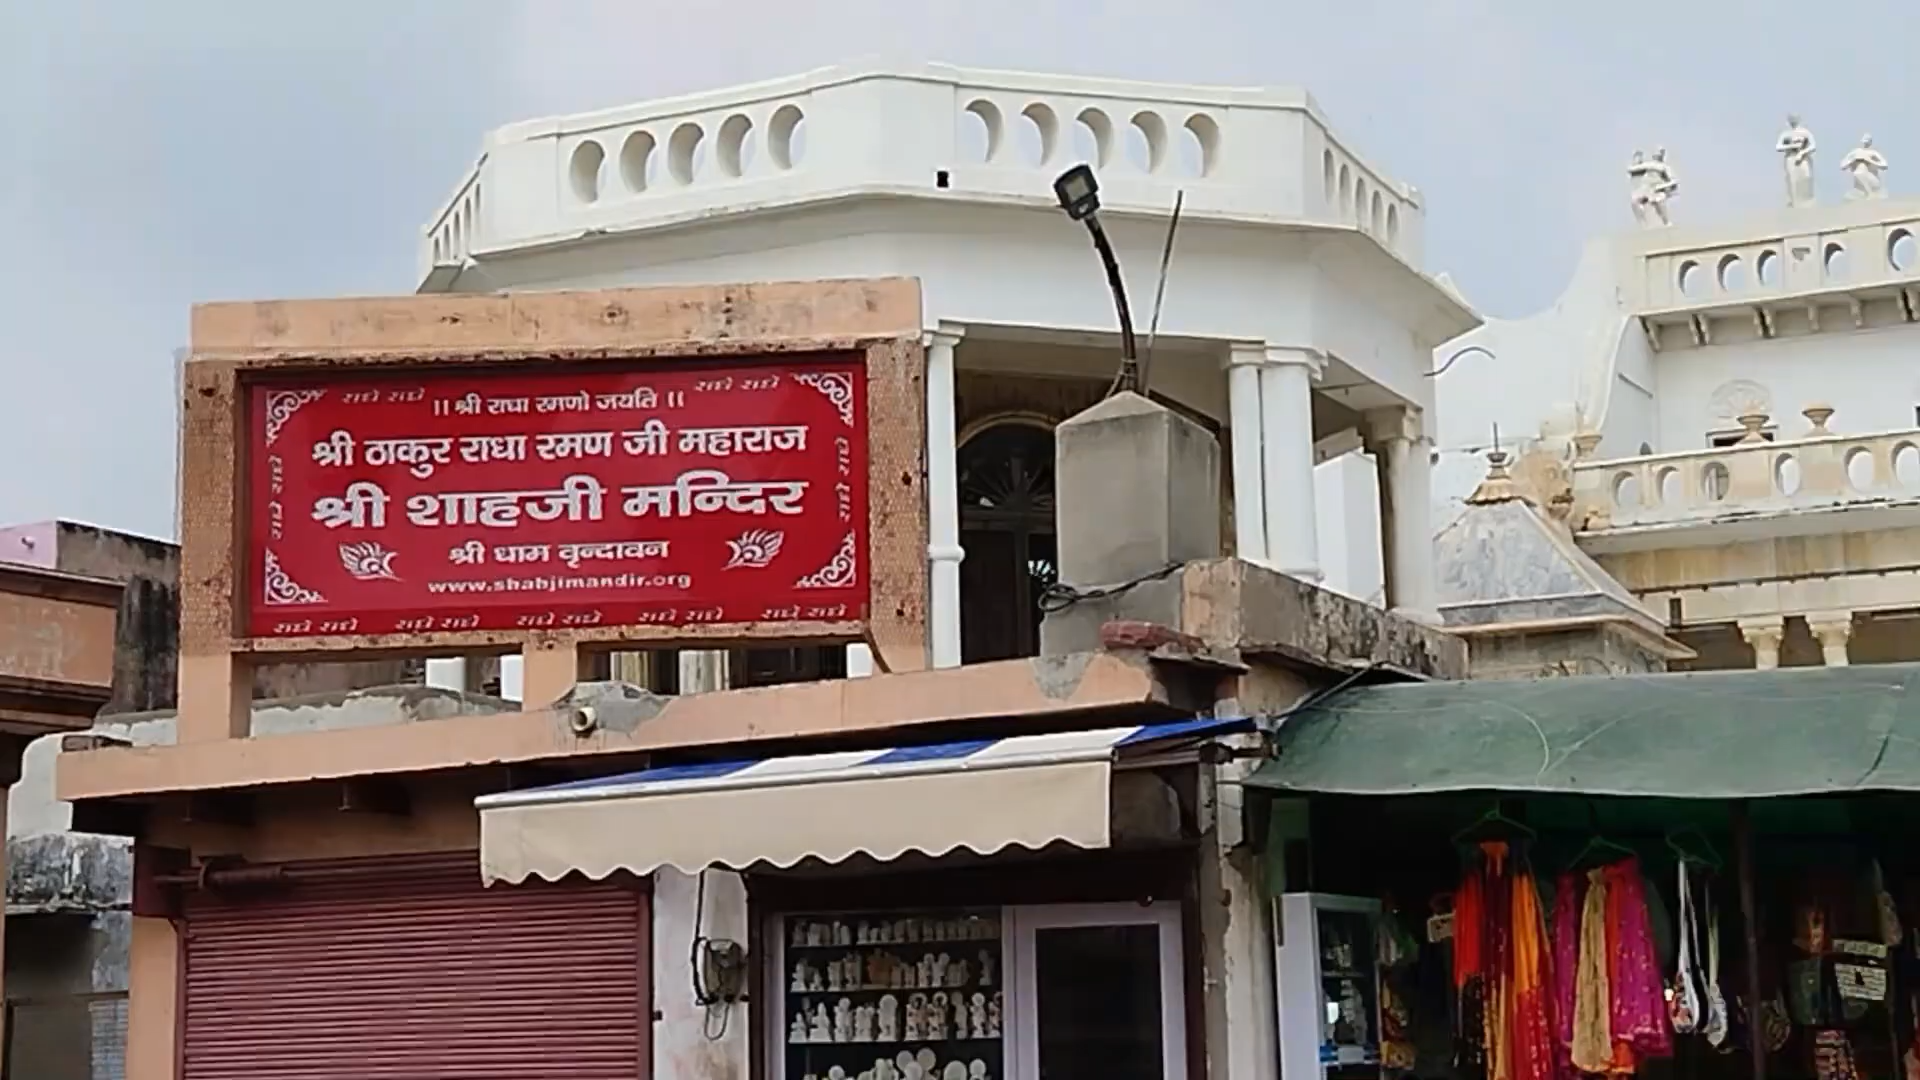 राधे राधे
राधे राधे
।। श्री राधा रमणो जयति ।।
श्री ठाकुर राधा रमण जी महाराज
श्री शाहजी मन्दिर
श्री धाम वृन्दावन
www.shahjimandir.org
राधे राधे
राधे राधे
राधे राधे राधे राधे राधे राधे राधे राधे राधे राधे